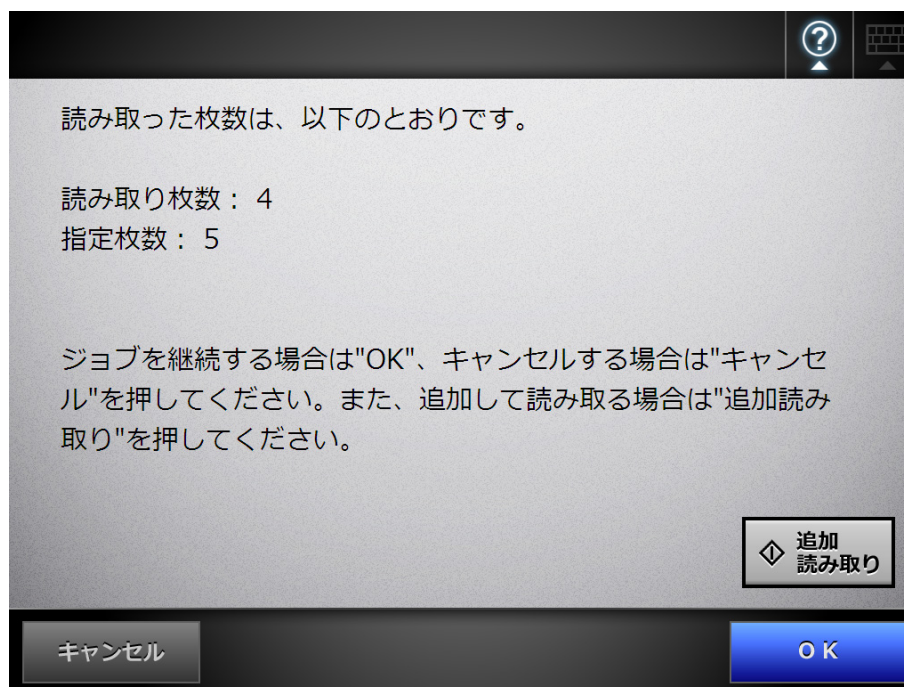 読み取った枚数は、以下のとおりです。
読み取り枚数： 4
指定枚数： 5
ジョブを継続する場合は"OK"、キャンセルする場合は"キャンセ
ル"を押してください。また、追加して読み取る場合は"追加読み
取り"を押してください。
追加
読み取り
キャンセル
OK